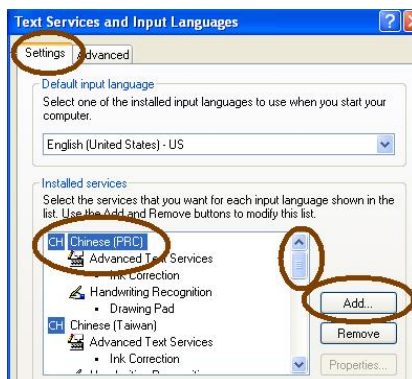 Text Services and Input Languages
Settings
Advanced
Default input language
Select one of the installed input languages to use when you start your
computer.
English (United States) - US
Installed services
Select the services that you want for each input language shown in the
list. Use the Add and Remove buttons to modify this list.
CH Chinese (PRC)
Advanced Text Services
• Ink Correction
Handwriting Recognition
• Drawing Pad
CH Chinese (Taiwan)
Advanced Text Services
• Ink Correction
Add...
Remove
Properties...